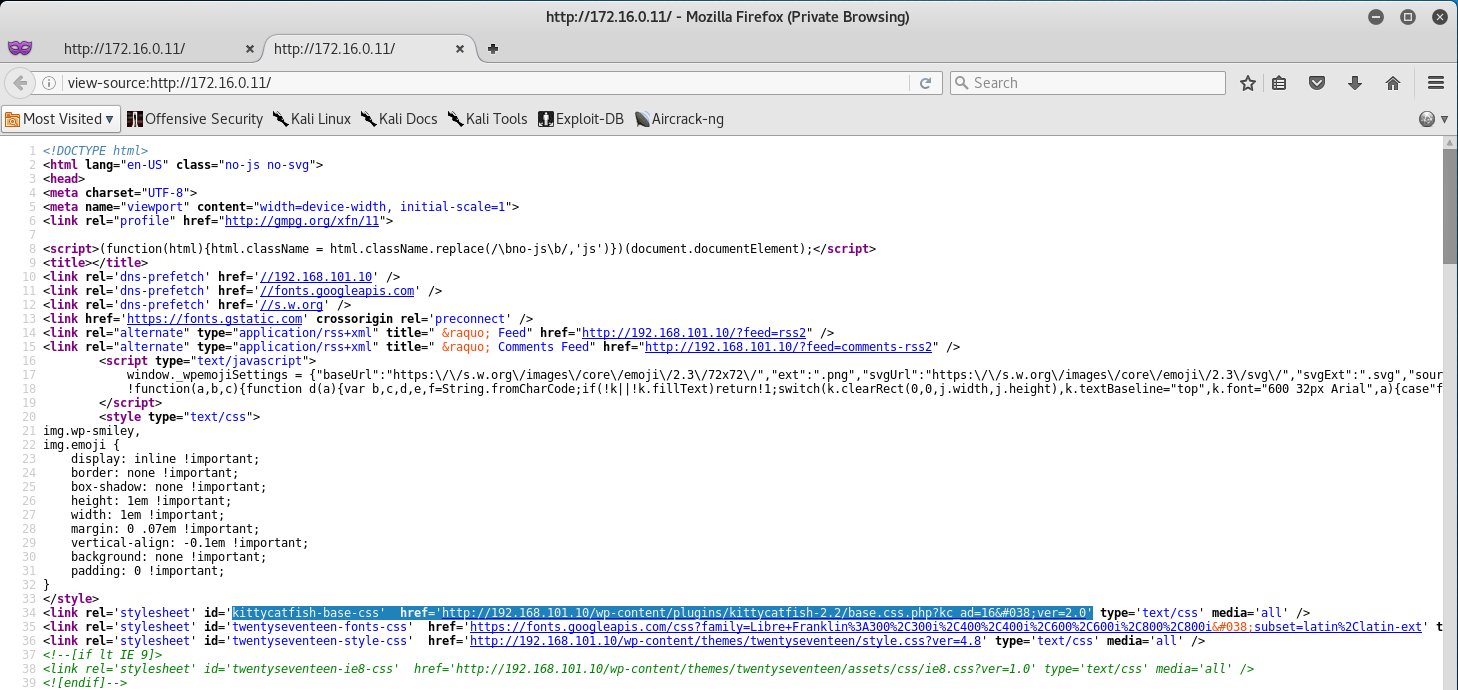 http://172.16.0.11/ - Mozilla Firefox (Private Browsing)
http://172.16.0.11/ http://172.16.0.11/
view-source:http://172.16.0.11/ Search
Most Visited Offensive Security Kali Linux Kali Docs Kali Tools Exploit-DB Aircrack-ng
1 <!DOCTYPE html>
2 <html lang="en-US" class="no-js no-svg">
3 <head>
4 <meta charset="UTF-8">
5 <meta name="viewport" content="width=device-width, initial-scale=1">
6 <link rel="profile" href="http://gmpg.org/xfn/11">
7
8 <script>(function(html){html.className = html.className.replace(/\bno-js\b/,'js')})(document.documentElement);</script>
9 <title></title>
10 <link rel='dns-prefetch' href='//192.168.101.10' />
11 <link rel='dns-prefetch' href='//fonts.googleapis.com' />
12 <link rel='dns-prefetch' href='//s.w.org' />
13 <link href='https://fonts.gstatic.com' crossorigin rel='preconnect' />
14 <link rel="alternate" type="application/rss+xml" title=" &raquo; Feed" href="http://192.168.101.10/?feed=rss2" />
15 <link rel="alternate" type="application/rss+xml" title=" &raquo; Comments Feed" href="http://192.168.101.10/?feed=comments-rss2" />
16 <script type="text/javascript">
17 window._wpemojiSettings = {"baseUrl":"https:\/\/s.w.org\/images\/core\/emoji\/2.3\/72x72\/","ext":".png","svgUrl":"https:\/\/s.w.org\/images\/core\/emoji\/2.3\/svg\/","svgExt":".svg","sour
18 !function(a,b,c){function d(a){var b,c,d,e,f=String.fromCharCode;if(!k||!k.fillText)return!1;switch(k.clearRect(0,0,j.width,j.height),k.textBaseline="top",k.font="600 32px Arial",a){case"f
19 </script>
20 <style type="text/css">
21 img.wp-smiley,
22 img.emoji {
23 display: inline !important;
24 border: none !important;
25 box-shadow: none !important;
26 height: 1em !important;
27 width: 1em !important;
28 margin: 0 .07em !important;
29 vertical-align: -0.1em !important;
30 background: none !important;
31 padding: 0 !important;
32 }
33 </style>
34 <link rel='stylesheet' id='kittycatfish-base-css' href='http://192.168.101.10/wp-content/plugins/kittycatfish-2.2/base.css.php?kc_ad=16&#038;ver=2.0' type='text/css' media='all' />
35 <link rel='stylesheet' id='twentyseventeen-fonts-css' href='https://fonts.googleapis.com/css?family=Libre+Franklin%3A300%2C300i%2C400%2C400i%2C600%2C600i%2C800%2C800i&#038;subset=latin%2Clatin-ext' t
36 <link rel='stylesheet' id='twentyseventeen-style-css' href='http://192.168.101.10/wp-content/themes/twentyseventeen/style.css?ver=4.8' type='text/css' media='all' />
37 <!--[if lt IE 9]>
38 <link rel='stylesheet' id='twentyseventeen-ie8-css' href='http://192.168.101.10/wp-content/themes/twentyseventeen/assets/css/ie8.css?ver=1.0' type='text/css' media='all' />
39 <![endif]-->